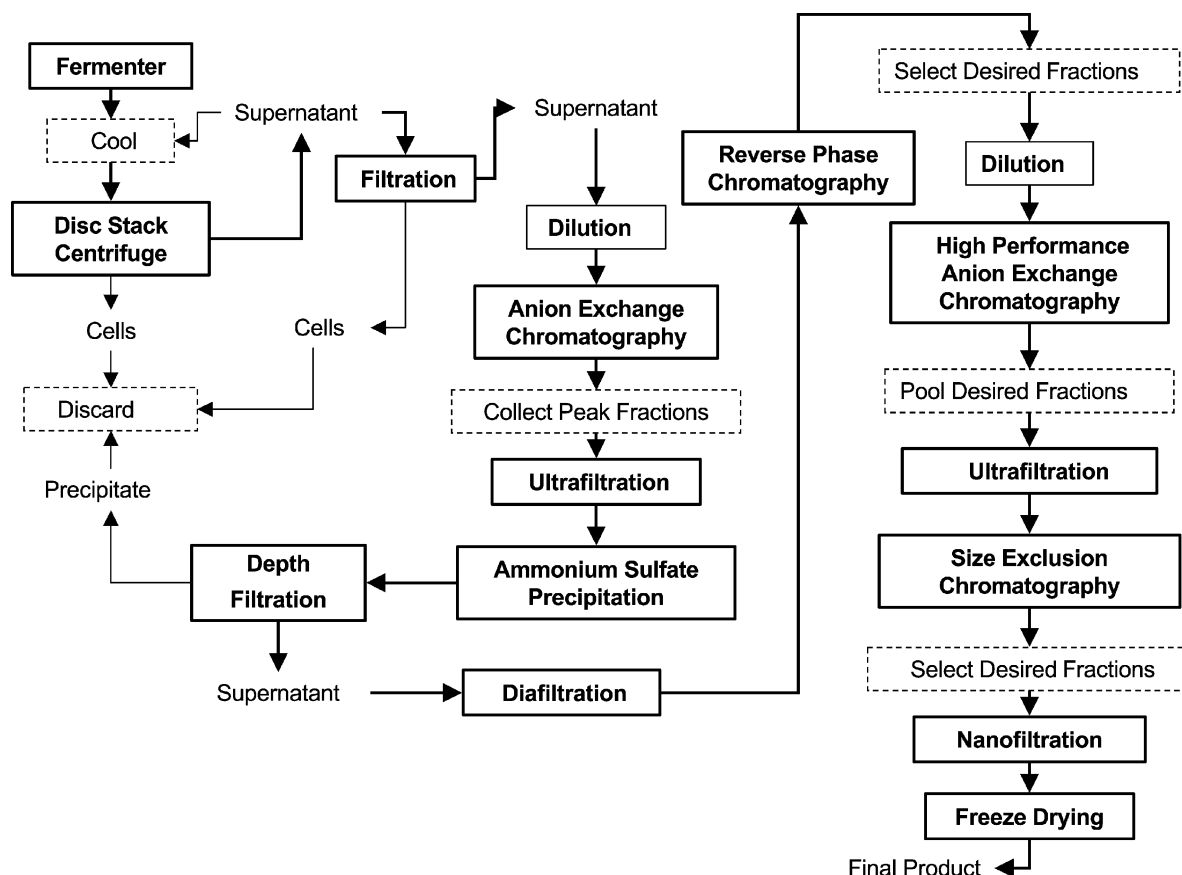 Fermenter
Cool
Disc Stack
Centrifuge
Cells
Discard
Precipitate
Supernatant
Filtration
Cells
Supernatant
Dilution
Anion Exchange
Chromatography
Collect Peak Fractions
Ultrafiltration
Ammonium Sulfate
Precipitation
Depth
Filtration
Supernatant
Diafiltration
Reverse Phase
Chromatography
Select Desired Fractions
Dilution
High Performance
Anion Exchange
Chromatography
Pool Desired Fractions
Ultrafiltration
Size Exclusion
Chromatography
Select Desired Fractions
Nanofiltration
Freeze Drying
Final Product